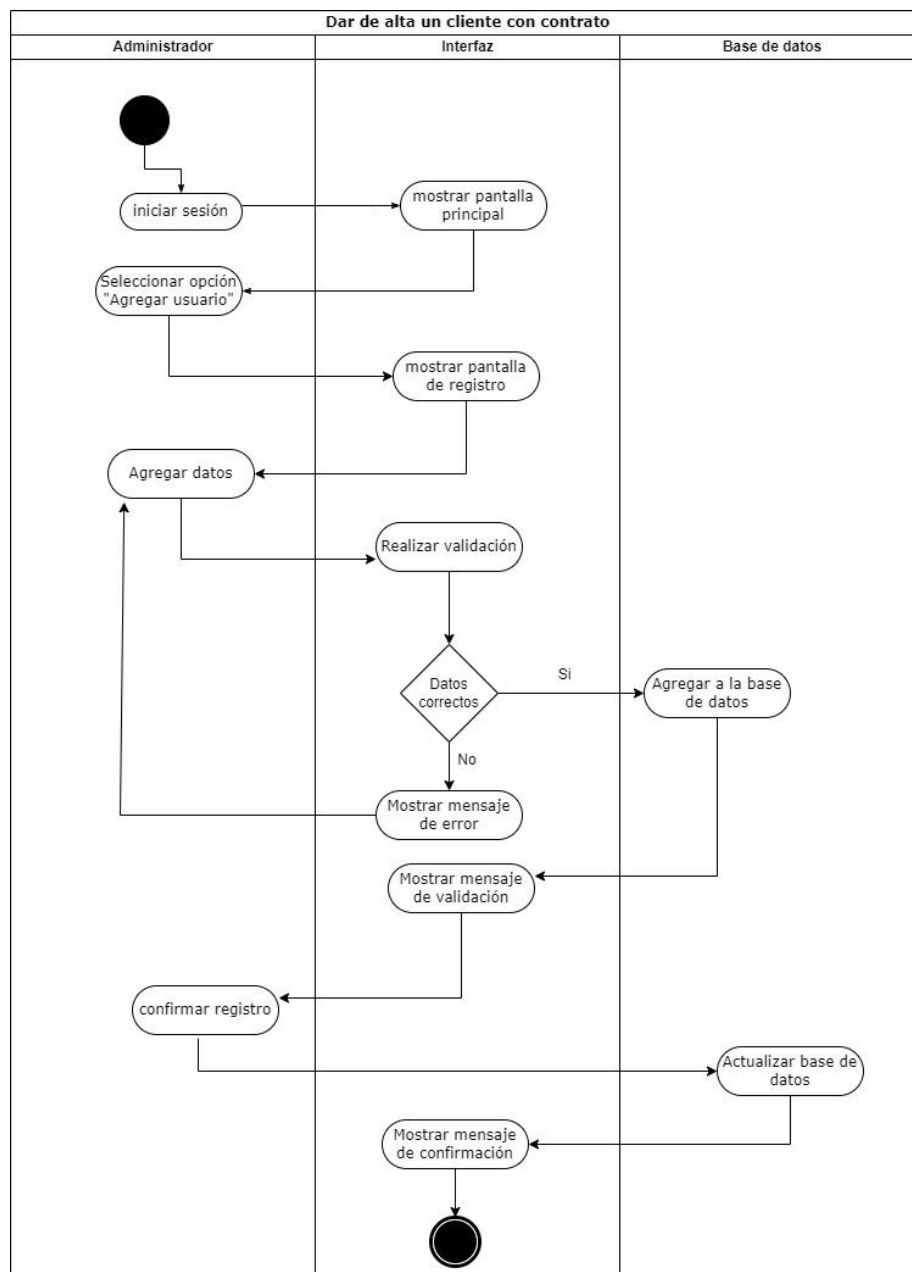 Dar de alta un cliente con contrato
Administrador
Interfaz
Base de datos
iniciar sesión
mostrar pantalla
principal
Seleccionar opción
"Agregar usuario"
mostrar pantalla
de registro
Agregar datos
Realizar validación
Datos
correctos
Si
Agregar a la base
de datos
No
Mostrar mensaje
de error
Mostrar mensaje
de validación
confirmar registro
Actualizar base de
datos
Mostrar mensaje
de confirmación